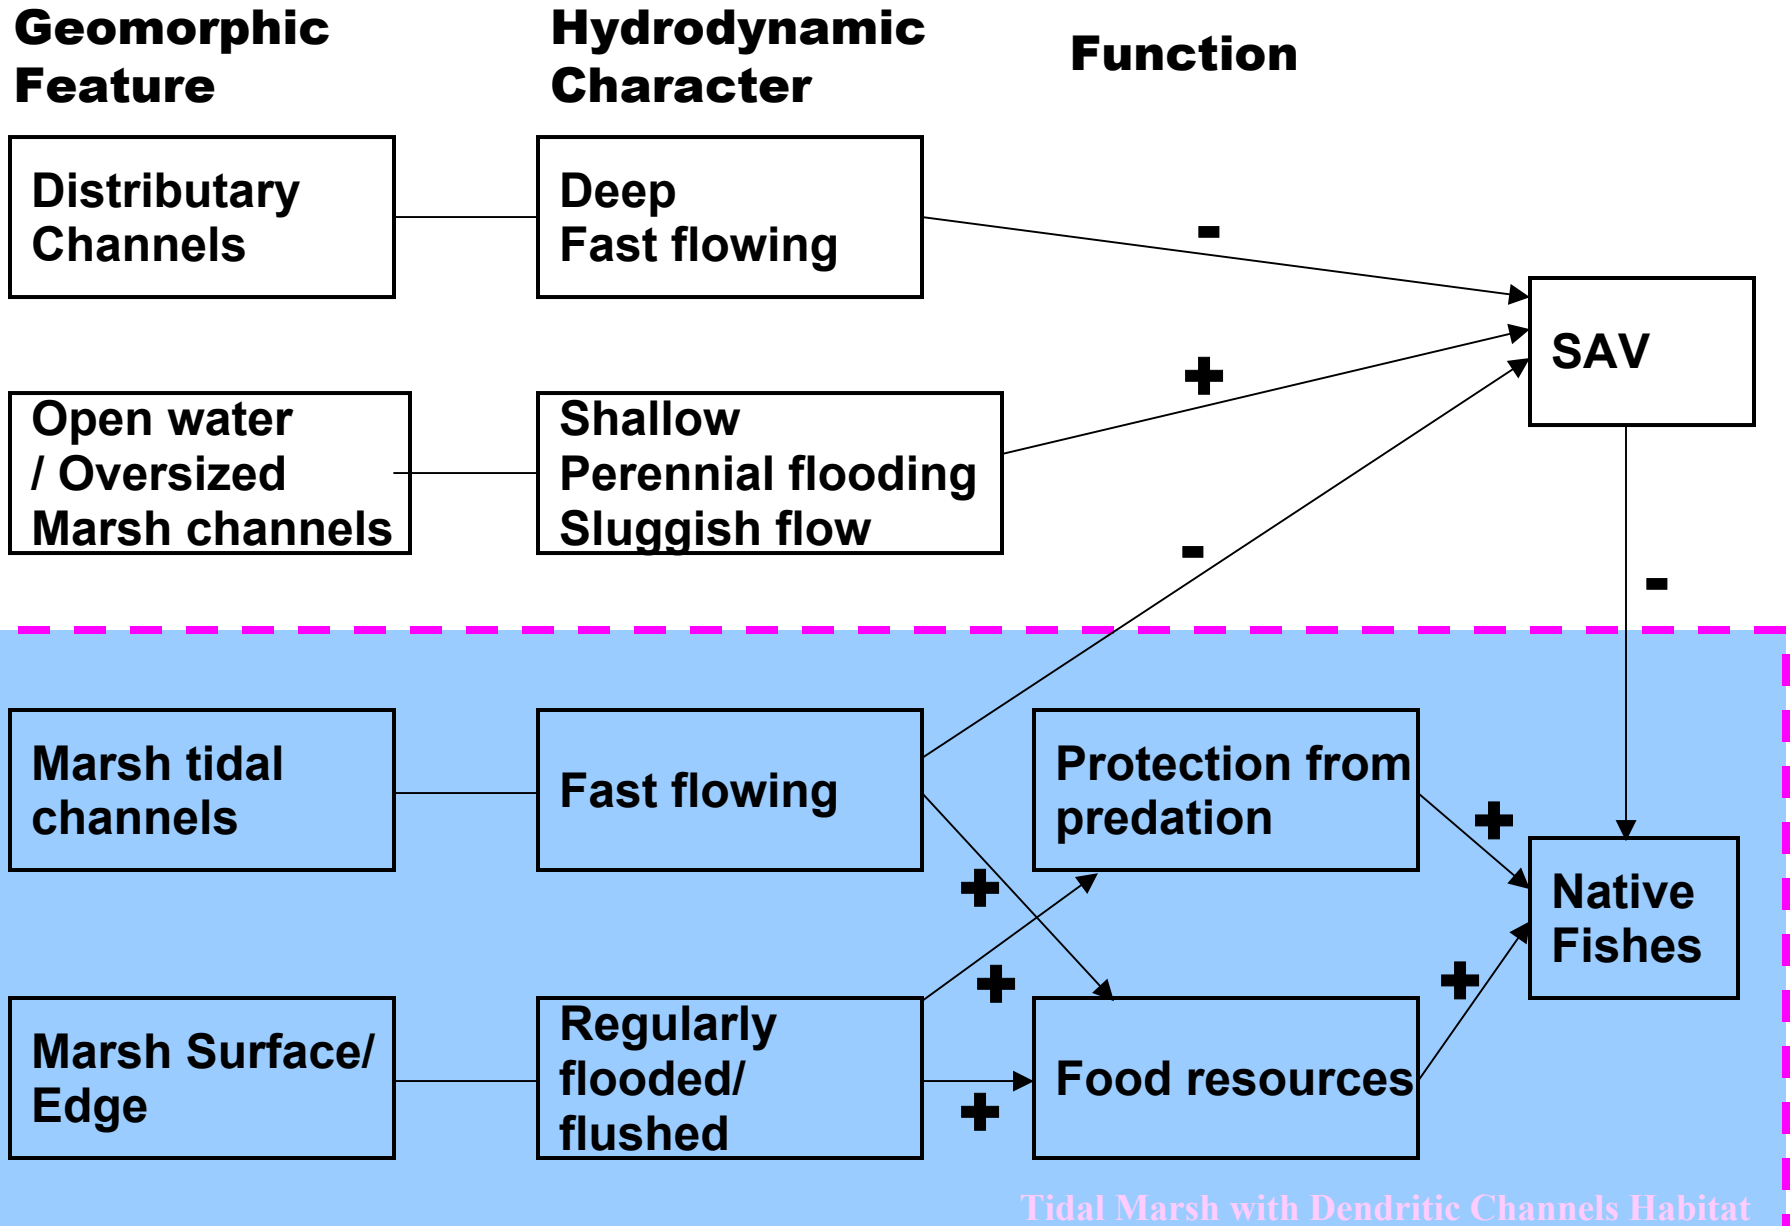 Geomorphic
Feature
Hydrodynamic
Character
Function
Distributary
Channels
Deep
Fast flowing
-
SAV
Open water
/ Oversized
Marsh channels
Shallow
Perennial flooding
Sluggish flow
+
-
-
Marsh tidal
channels
Fast flowing
Protection from
predation
+
+
Native
Fishes
Marsh Surface/
Edge
Regularly
flooded/
flushed
+
+
Food resources
+
Tidal Marsh with Dendritic Channels Habitat